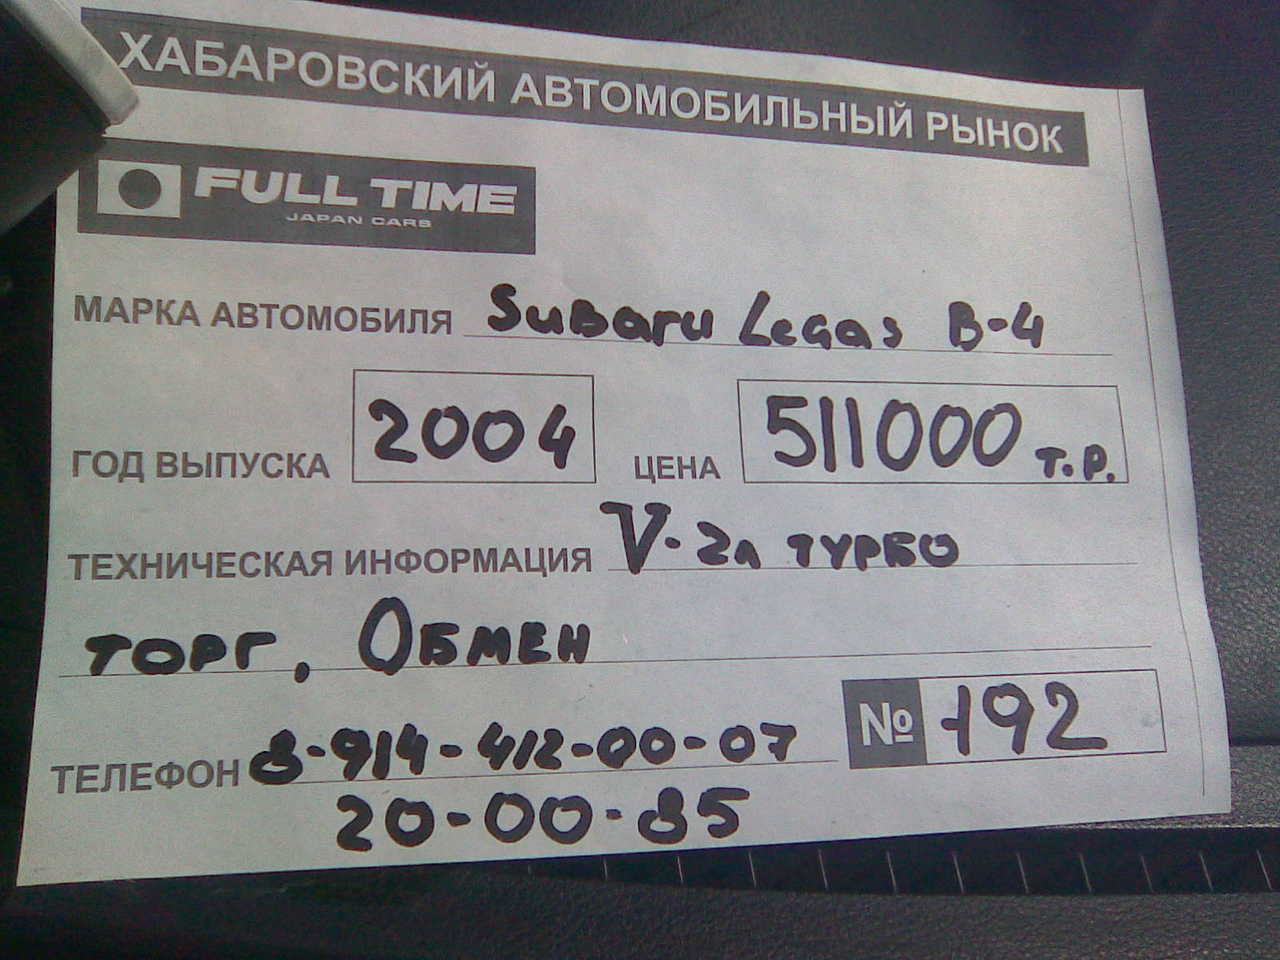 ХАБАРОВСКИЙ АВТОМОБИЛЬНЫЙ РЫНОК
FULL TIME
JAPAN CARS
МАРКА АВТОМОБИЛЯ Subaru Legas B-4
ГОД ВЫПУСКА 2004 ЦЕНА 511000 т.р.
ТЕХНИЧЕСКАЯ ИНФОРМАЦИЯ V-2л турбо
торг, Обмен
№ 192
ТЕЛЕФОН 8-914-412-00-07
20-00-85